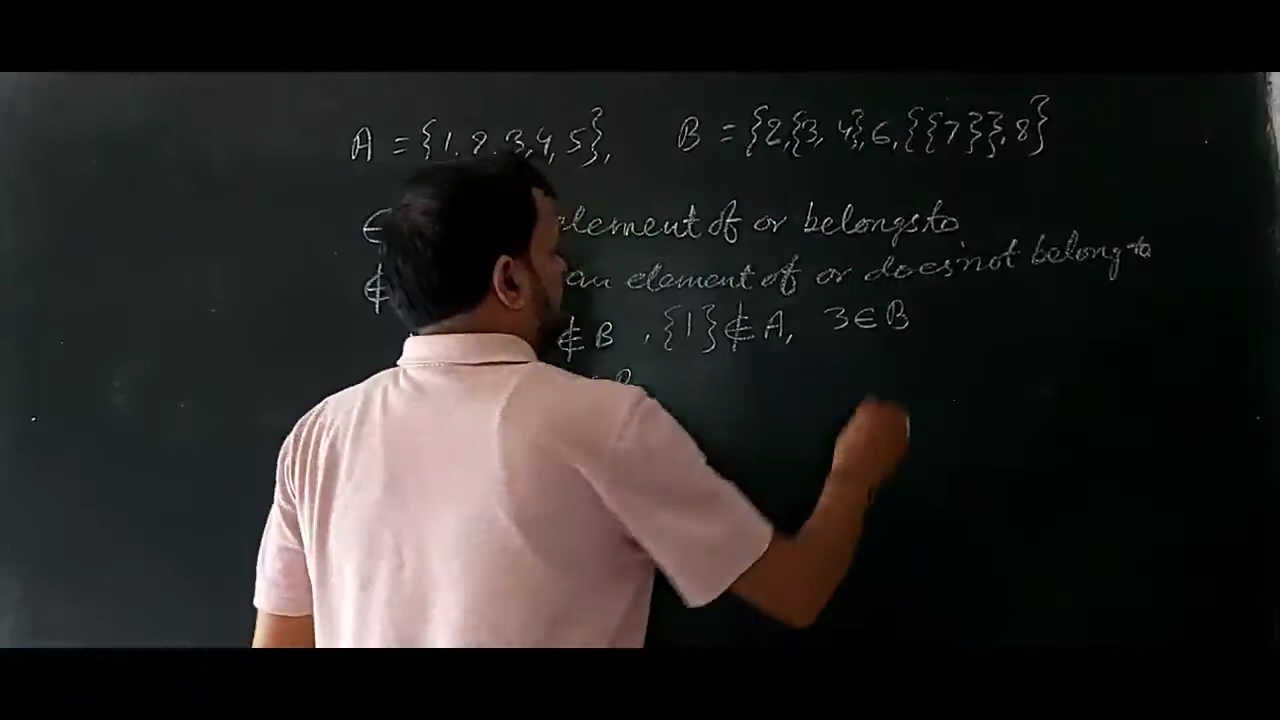 A = {1, 2, 3, 4, 5}, B = {2, {3, 4}, 6, {{7}}, 8}
∈ element of or belongs to
∉ an element of or does not belong to
∉ B , {1} ∉ A, 3 ∈ B